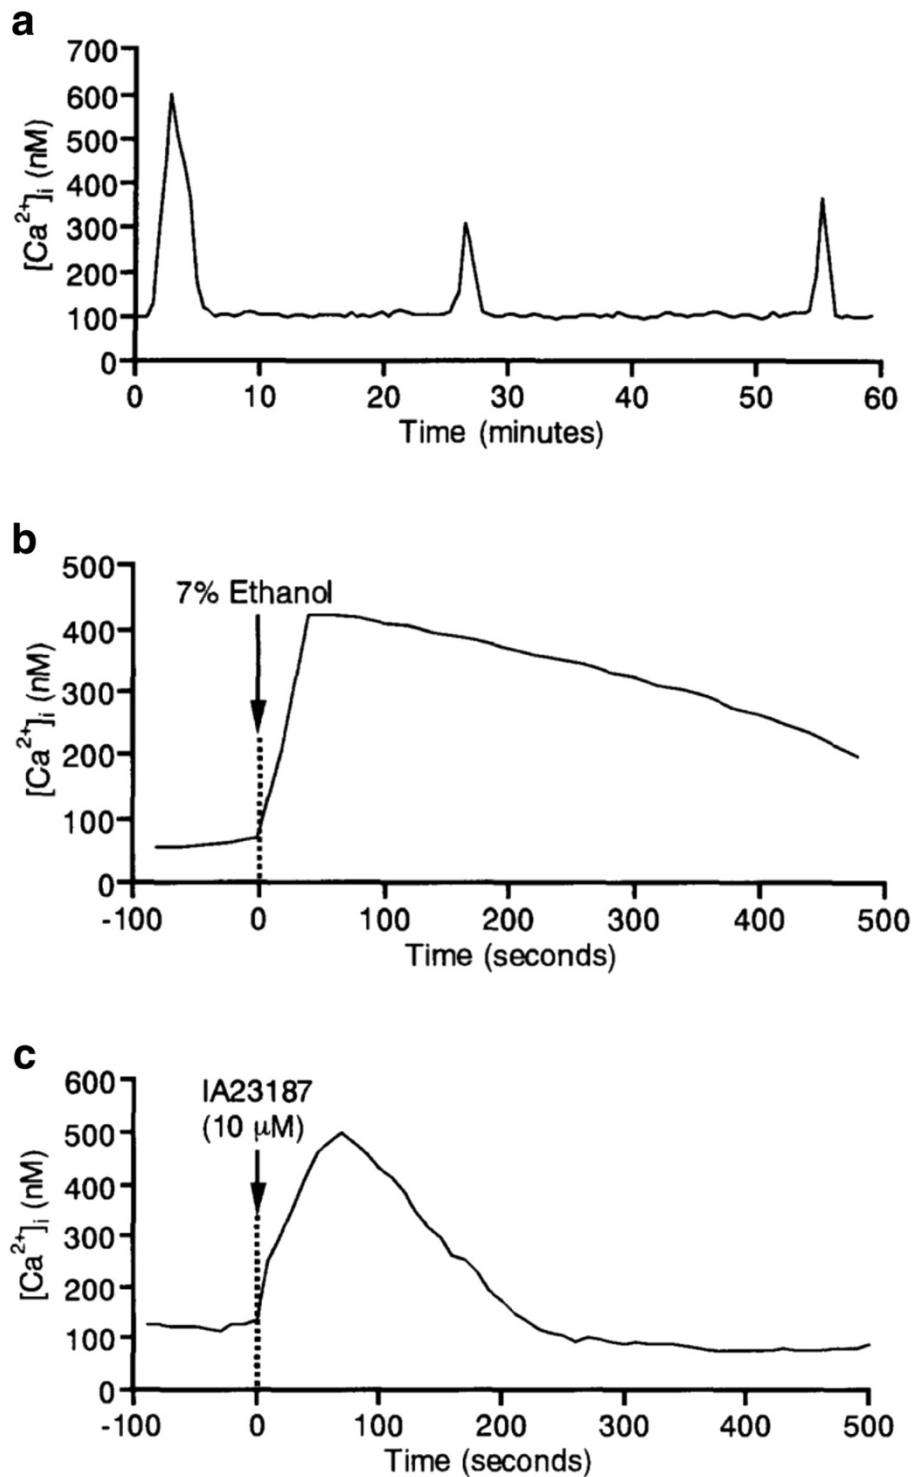 a
700
600
500
400
300
200
100
0
[Ca2+]i (nM)
0 10 20 30 40 50 60
Time (minutes)
b
500
400
300
200
100
0
[Ca2+]i (nM)
7% Ethanol
-100 0 100 200 300 400 500
Time (seconds)
c
600
500
400
300
200
100
0
[Ca2+]i (nM)
IA23187
(10 μM)
-100 0 100 200 300 400 500
Time (seconds)